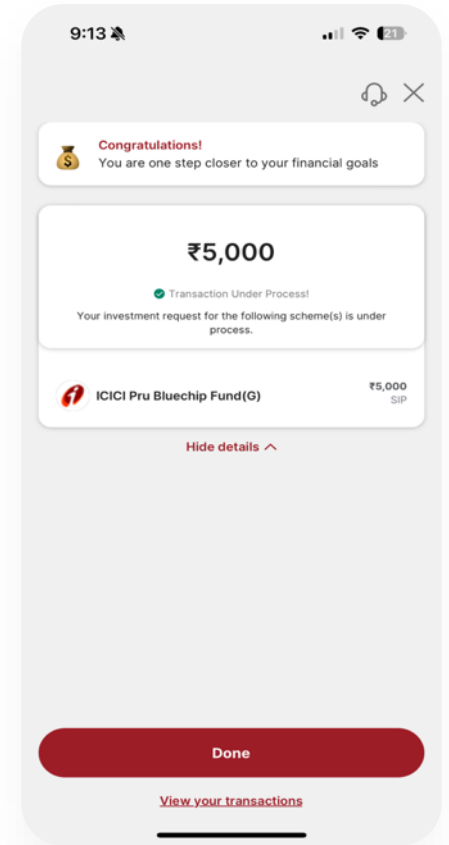 9:13
21
Congratulations!
You are one step closer to your financial goals
₹5,000
Transaction Under Process!
Your investment request for the following scheme(s) is under
process.
ICICI Pru Bluechip Fund(G)
₹5,000
SIP
Hide details
Done
View your transactions